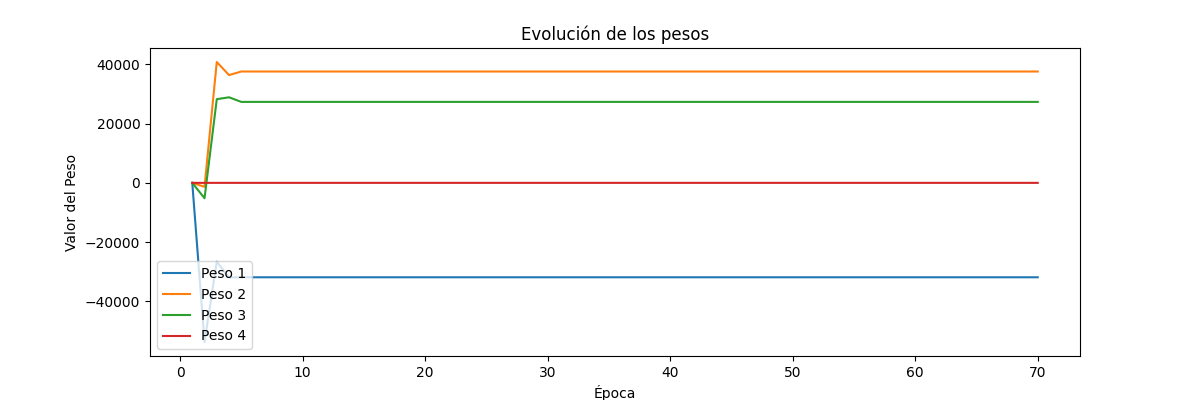 Evolución de los pesos
Valor del Peso
40000
20000
0
−20000
−40000
Peso 1
Peso 2
Peso 3
Peso 4
0 10 20 30 40 50 60 70
Época